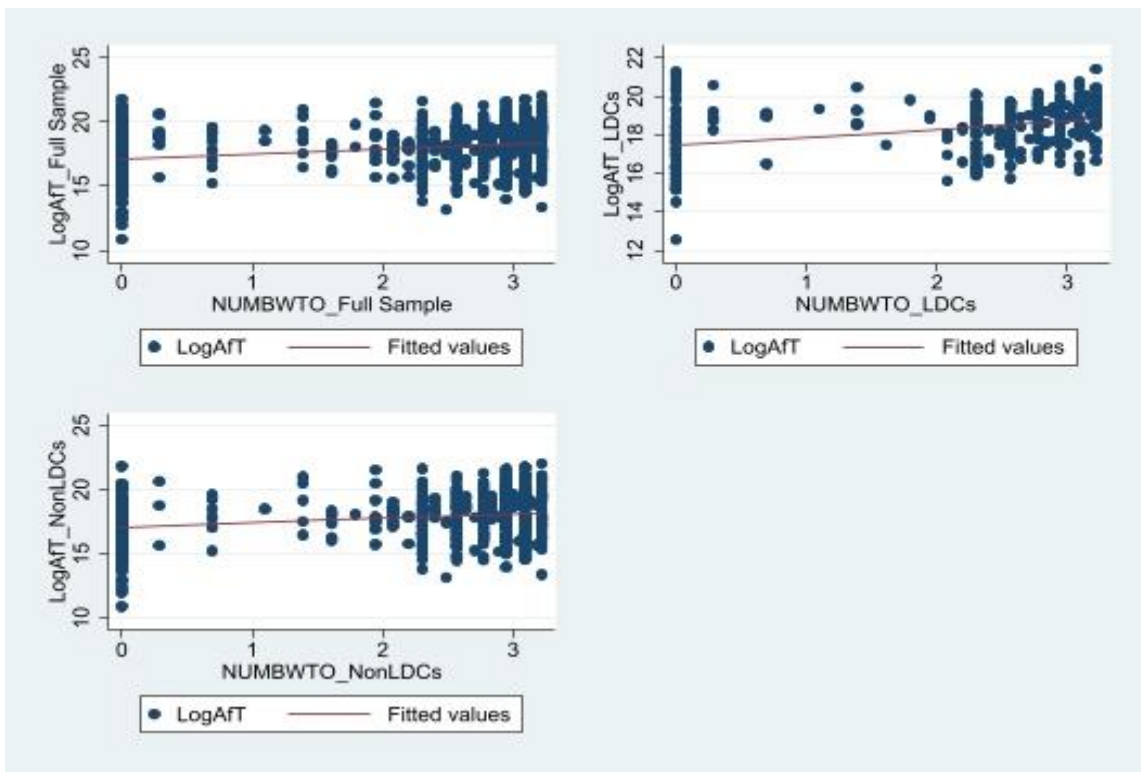 LogAfT_Full Sample
25
20
15
10
0 1 2 3
NUMBWTO_Full Sample
LogAfT Fitted values
LogAfT_LDCs
22
20
18
16
14
12
0 1 2 3
NUMBWTO_LDCs
LogAfT Fitted values
LogAfT_NonLDCs
25
20
15
10
0 1 2 3
NUMBWTO_NonLDCs
LogAfT Fitted values